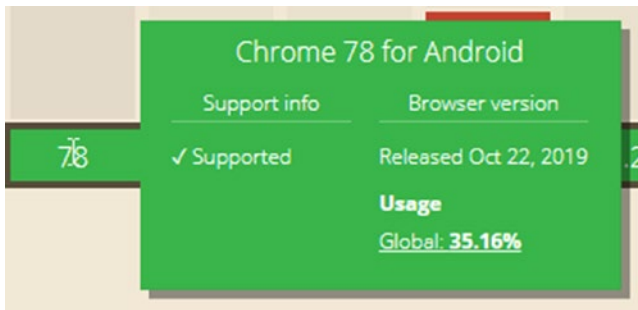 Chrome 78 for Android
Support info
Browser version
78
✓ Supported
Released Oct 22, 2019
Usage
Global: 35.16%